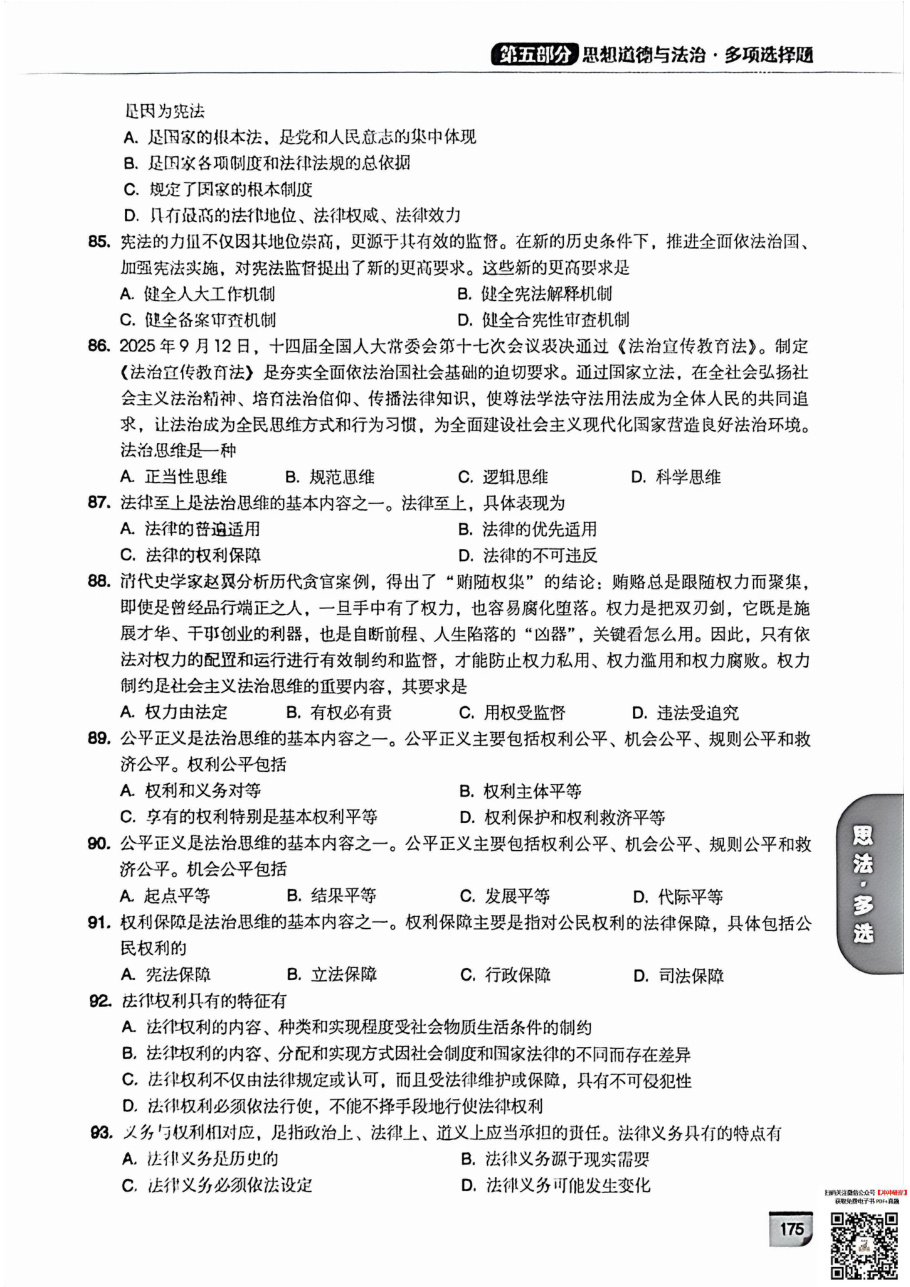 第五部分 思想道德与法治·多项选择题
是因为宪法
A. 是国家的根本法，是党和人民意志的集中体现
B. 是国家各项制度和法律法规的总依据
C. 规定了国家的根本制度
D. 具有最高的法律地位、法律权威、法律效力
85. 宪法的力量不仅因其地位崇高，更源于其有效的监督。在新的历史条件下，推进全面依法治国、
加强宪法实施，对宪法监督提出了新的更高要求。这些新的更高要求是
A. 健全人大工作机制 B. 健全宪法解释机制
C. 健全备案审查机制 D. 健全合宪性审查机制
86. 2025年9月12日，十四届全国人大常委会第十七次会议表决通过《法治宣传教育法》。制定
《法治宣传教育法》是夯实全面依法治国社会基础的迫切要求。通过国家立法，在全社会弘扬社
会主义法治精神、培育法治信仰、传播法律知识，使尊法学法守法用法成为全体人民的共同追
求，让法治成为全民思维方式和行为习惯，为全面建设社会主义现代化国家营造良好法治环境。
法治思维是一种
A. 正当性思维 B. 规范思维 C. 逻辑思维 D. 科学思维
87. 法律至上是法治思维的基本内容之一。法律至上，具体表现为
A. 法律的普遍适用 B. 法律的优先适用
C. 法律的权利保障 D. 法律的不可违反
88. 清代史学家赵翼分析历代贪官案例，得出了“贿随权集”的结论：贿赂总是跟随权力而聚集，
即使是曾经品行端正之人，一旦手中有了权力，也容易腐化堕落。权力是把双刃剑，它既是施
展才华、干事创业的利器，也是自断前程、人生陷落的“凶器”，关键看怎么用。因此，只有依
法对权力的配置和运行进行有效制约和监督，才能防止权力私用、权力滥用和权力腐败。权力
制约是社会主义法治思维的重要内容，其要求是
A. 权力由法定 B. 有权必有责 C. 用权受监督 D. 违法受追究
89. 公平正义是法治思维的基本内容之一。公平正义主要包括权利公平、机会公平、规则公平和救
济公平。权利公平包括
A. 权利和义务对等 B. 权利主体平等
C. 享有的权利特别是基本权利平等 D. 权利保护和权利救济平等
90. 公平正义是法治思维的基本内容之一。公平正义主要包括权利公平、机会公平、规则公平和救
济公平。机会公平包括
A. 起点平等 B. 结果平等 C. 发展平等 D. 代际平等
91. 权利保障是法治思维的基本内容之一。权利保障主要是指对公民权利的法律保障，具体包括公
民权利的
A. 宪法保障 B. 立法保障 C. 行政保障 D. 司法保障
92. 法律权利具有的特征有
A. 法律权利的内容、种类和实现程度受社会物质生活条件的制约
B. 法律权利的内容、分配和实现方式因社会制度和国家法律的不同而存在差异
C. 法律权利不仅由法律规定或认可，而且受法律维护或保障，具有不可侵犯性
D. 法律权利必须依法行使，不能不择手段地行使法律权利
93. 义务与权利相对应，是指政治上、法律上、道义上应当承担的责任。法律义务具有的特点有
A. 法律义务是历史的 B. 法律义务源于现实需要
C. 法律义务必须依法设定 D. 法律义务可能发生变化
思法·多选
扫码关注微信公众号【冲冲研资】
获取免费电子书PDF+真题
175